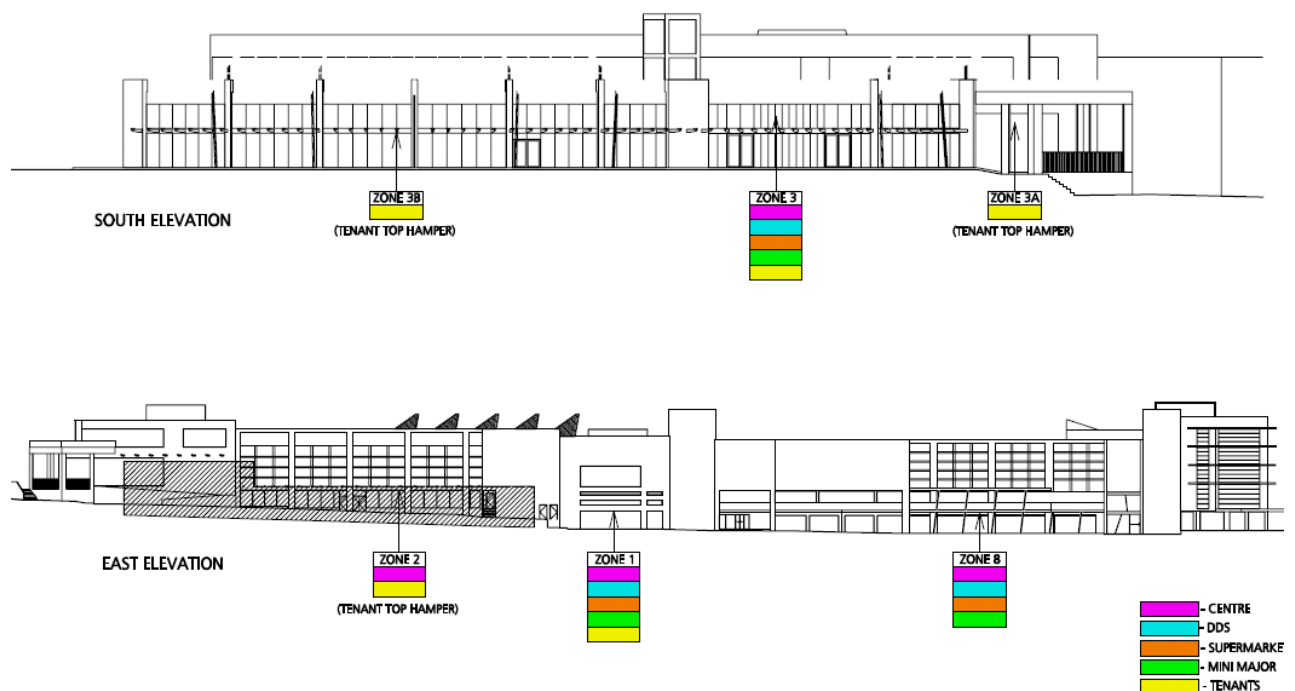 ZONE 3B
ZONE 3
ZONE 3A
SOUTH ELEVATION
(TENANT TOP HAMPER)
(TENANT TOP HAMPER)
EAST ELEVATION
ZONE 2
ZONE 1
ZONE 8
(TENANT TOP HAMPER)
- CENTRE
- DDS
- SUPERMARKE
- MINI MAJOR
- TENANTS